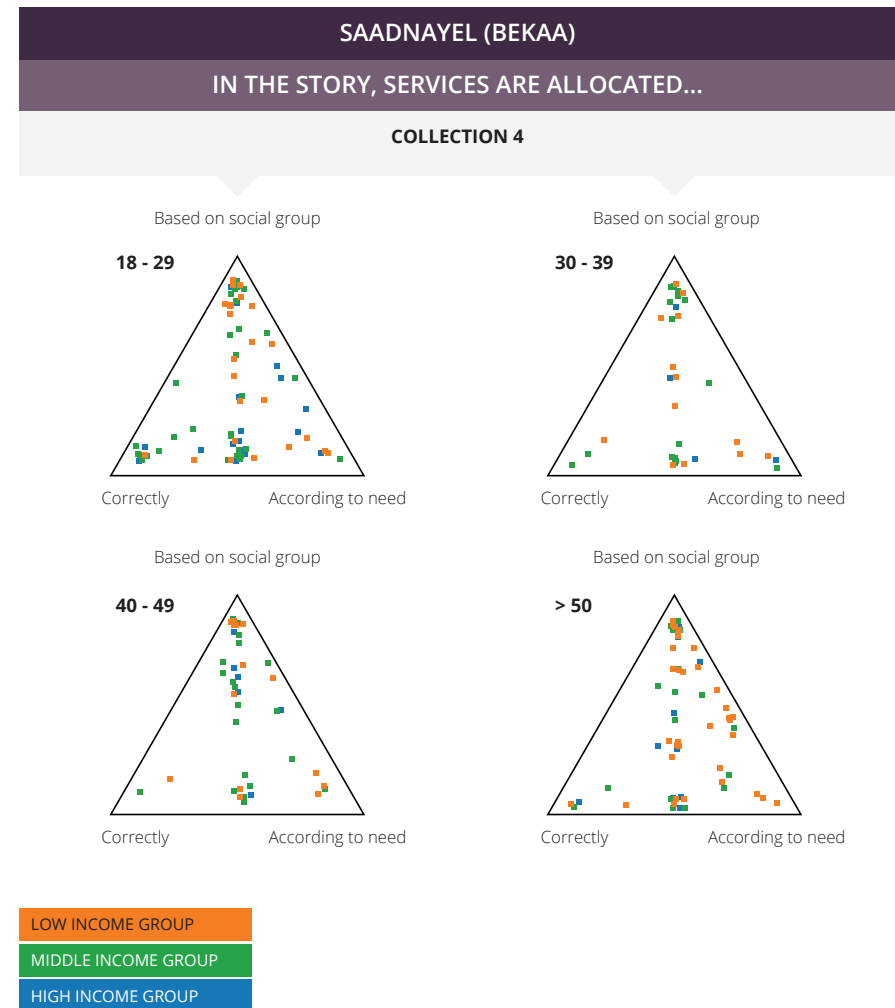 SAADNAYEL (BEKAA)
IN THE STORY, SERVICES ARE ALLOCATED...
COLLECTION 4
Based on social group
Based on social group
18 - 29
30 - 39
Correctly
According to need
Correctly
According to need
Based on social group
Based on social group
40 - 49
> 50
Correctly
According to need
Correctly
According to need
LOW INCOME GROUP
MIDDLE INCOME GROUP
HIGH INCOME GROUP